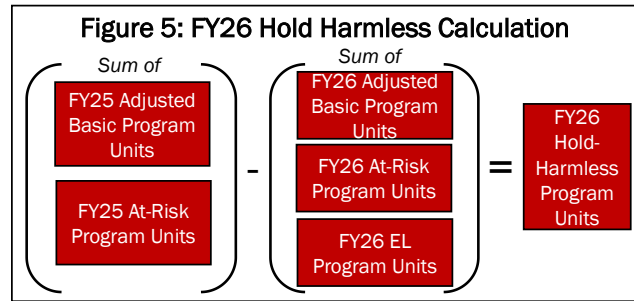 Figure 5: FY26 Hold Harmless Calculation
Sum of
FY25 Adjusted
Basic Program
Units
FY25 At-Risk
Program Units
-
Sum of
FY26 Adjusted
Basic Program
Units
FY26 At-Risk
Program Units
FY26 EL
Program Units
=
FY26
Hold-
Harmless
Program
Units